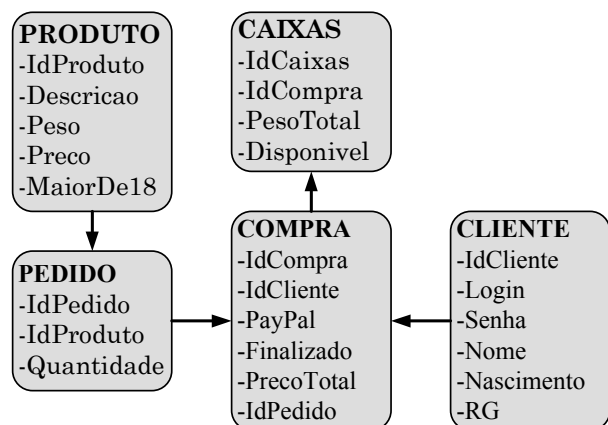 PRODUTO
-IdProduto
-Descricao
-Peso
-Preco
-MaiorDe18
CAIXAS
-IdCaixas
-IdCompra
-PesoTotal
-Disponivel
PEDIDO
-IdPedido
-IdProduto
-Quantidade
COMPRA
-IdCompra
-IdCliente
-PayPal
-Finalizado
-PrecoTotal
-IdPedido
CLIENTE
-IdCliente
-Login
-Senha
-Nome
-Nascimento
-RG